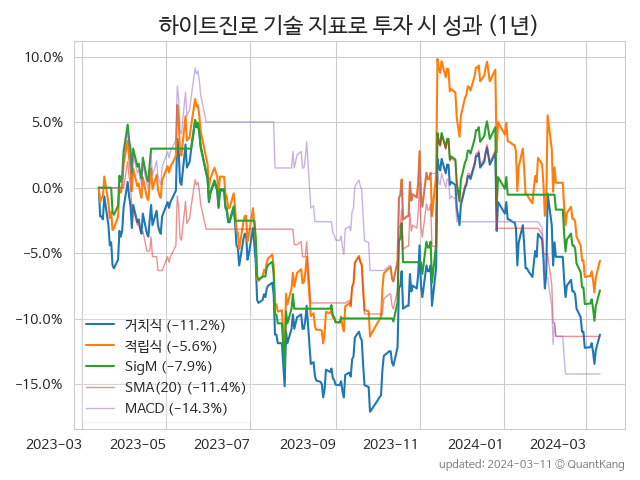 하이트진로 기술 지표로 투자 시 성과 (1년)
10.0%
5.0%
0.0%
−5.0%
−10.0%
−15.0%
거치식 (−11.2%)
적립식 (−5.6%)
SigM (−7.9%)
SMA(20) (−11.4%)
MACD (−14.3%)
2023-03 2023-05 2023-07 2023-09 2023-11 2024-01 2024-03
updated: 2024-03-11 © QuantKang